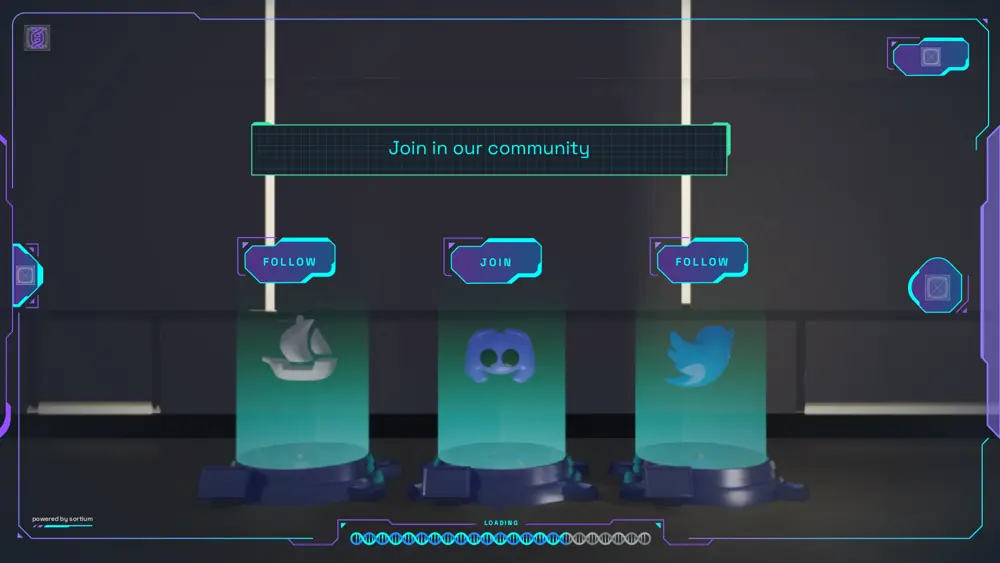 Join in our community
FOLLOW
JOIN
FOLLOW
powered by sortium
LOADING